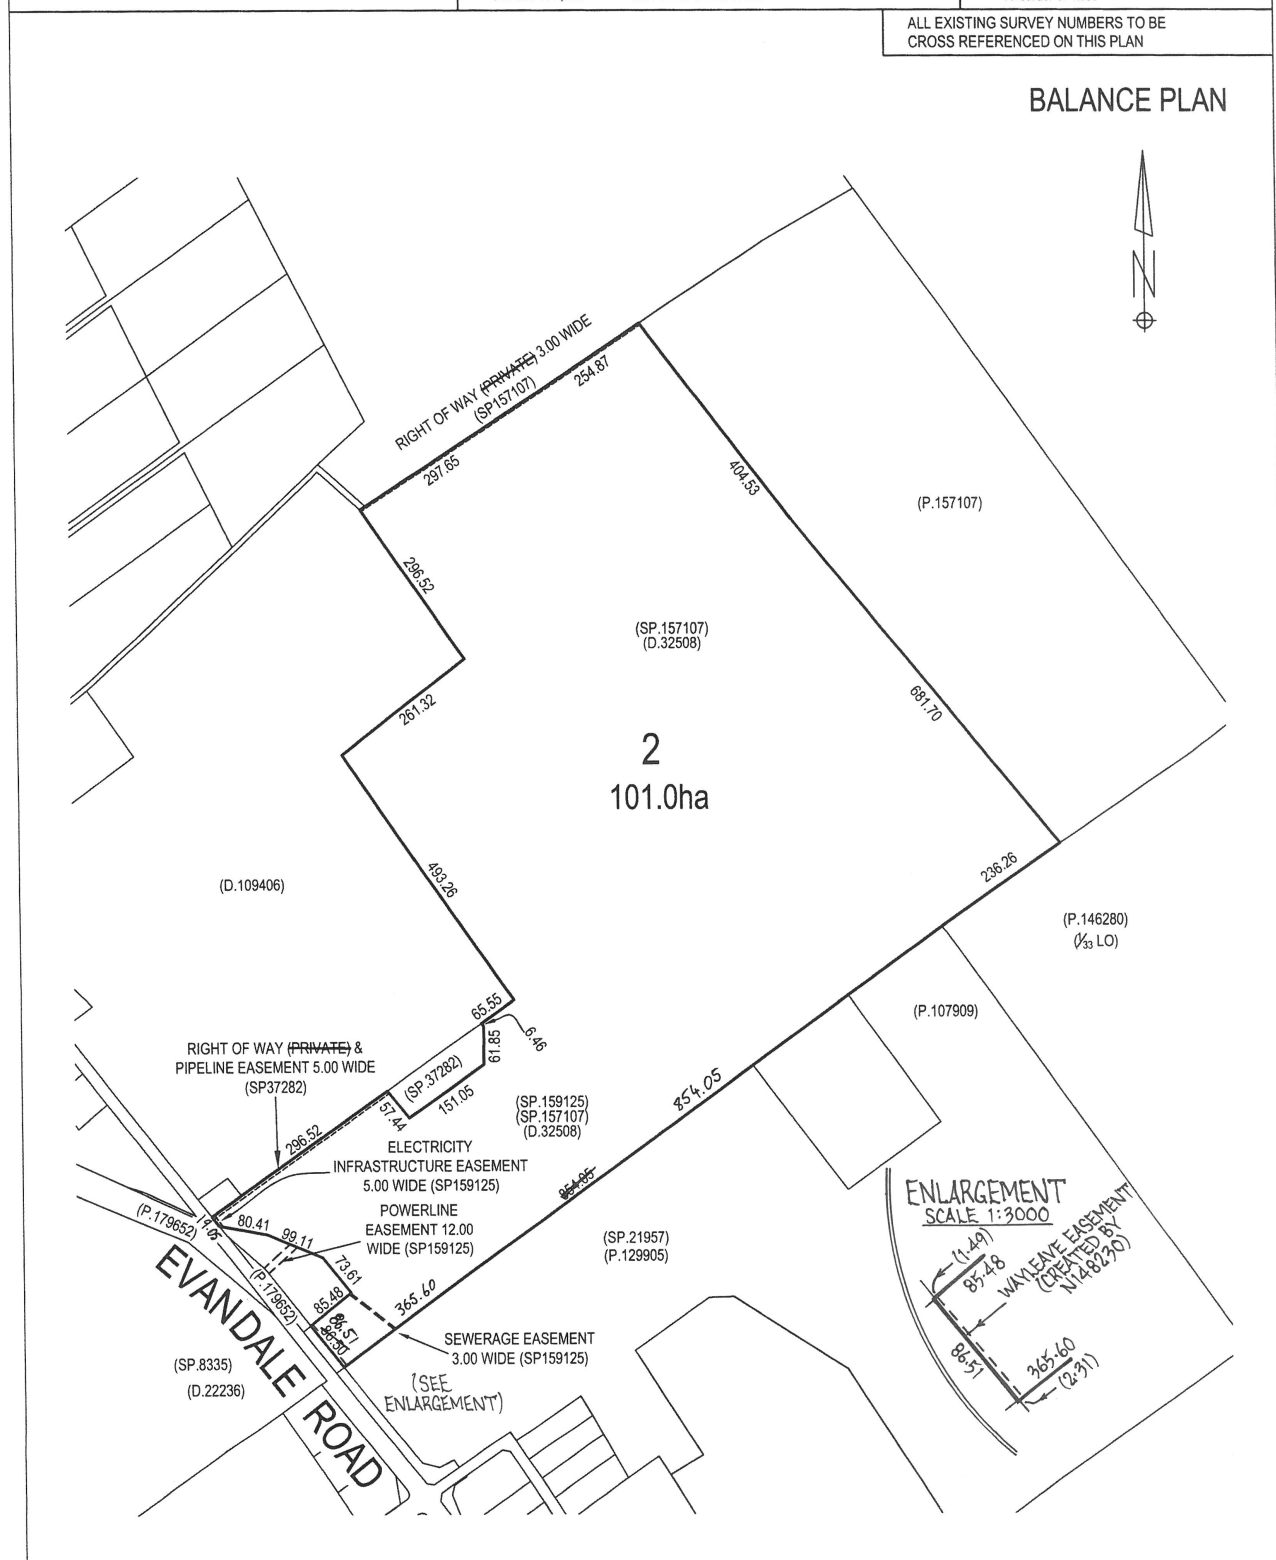 ALL EXISTING SURVEY NUMBERS TO BE
CROSS REFERENCED ON THIS PLAN
BALANCE PLAN
N
RIGHT OF WAY (PRIVATE) 3.00 WIDE
(SP157107)
254.87
297.65
404.53
(P.157107)
296.52
(SP.157107)
(D.32508)
261.32
681.70
2
101.0ha
493.26
236.26
(D.109406)
(P.146280)
(1/33 LO)
65.55
6.46
61.85
(P.107909)
RIGHT OF WAY (PRIVATE) &
PIPELINE EASEMENT 5.00 WIDE
(SP37282)
(SP.37282)
151.05
57.44
854.05
(SP.159125)
(SP.157107)
(D.32508)
296.52
ELECTRICITY
INFRASTRUCTURE EASEMENT
5.00 WIDE (SP159125)
854.05
POWERLINE
EASEMENT 12.00
WIDE (SP159125)
(P.179652)
80.41
99.11
73.61
(SP.21957)
(P.129905)
(P.179652)
85.48
86.51
86.50
365.60
EVANDALE ROAD
SEWERAGE EASEMENT
3.00 WIDE (SP159125)
(SP.8335)
(D.22236)
(SEE
ENLARGEMENT)
ENLARGEMENT
SCALE 1:3000
(1.49)
85.48
WAYLEAVE EASEMENT
(CREATED BY
N148230)
86.51
365.60
(2.31)